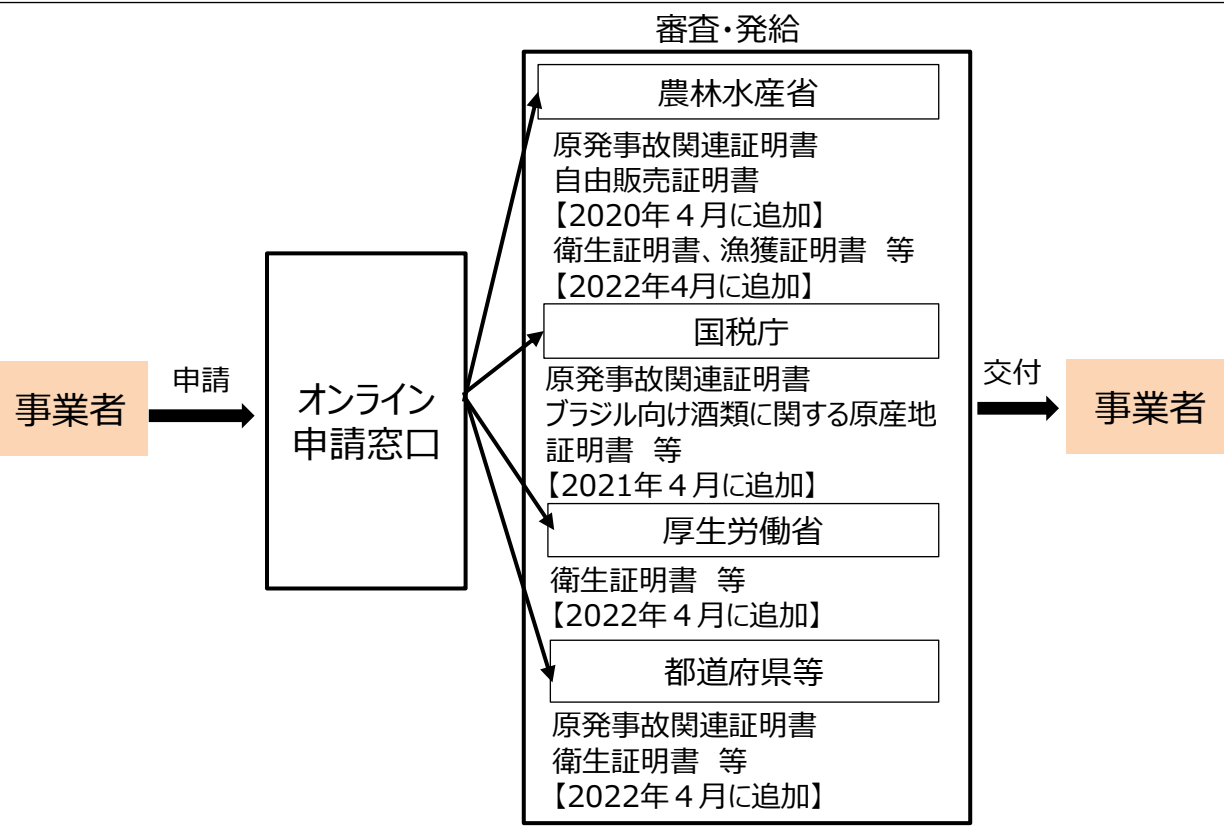 審査・発給
農林水産省
原発事故関連証明書
自由販売証明書
【2020年４月に追加】
衛生証明書、漁獲証明書　等
【2022年4月に追加】
国税庁
原発事故関連証明書
ブラジル向け酒類に関する原産地
証明書　等
【2021年４月に追加】
厚生労働省
衛生証明書　等
【2022年４月に追加】
都道府県等
原発事故関連証明書
衛生証明書　等
【2022年４月に追加】
事業者
申請
オンライン
申請窓口
交付
事業者